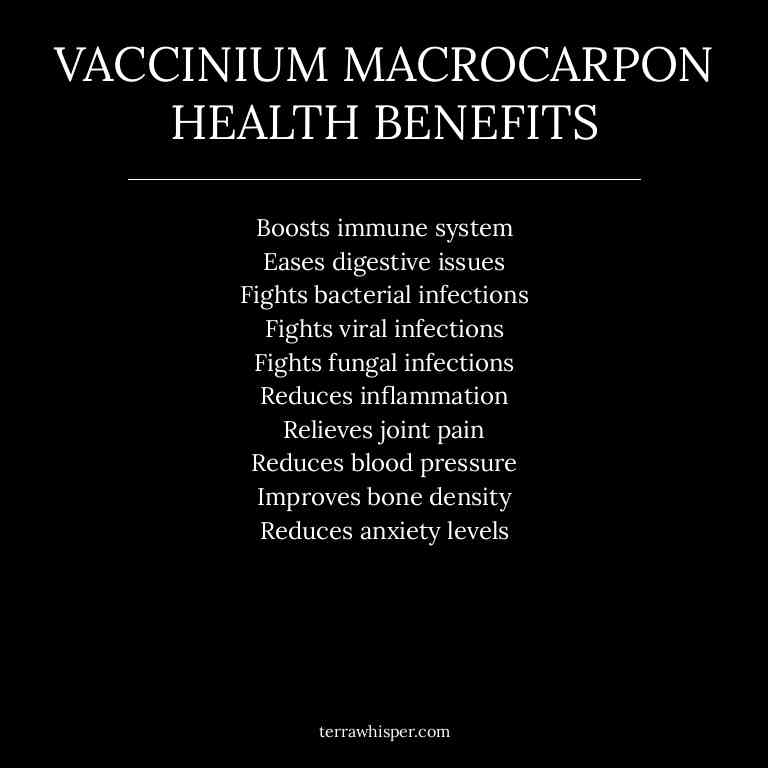 VACCINIUM MACROCARPON
HEALTH BENEFITS
Boosts immune system
Eases digestive issues
Fights bacterial infections
Fights viral infections
Fights fungal infections
Reduces inflammation
Relieves joint pain
Reduces blood pressure
Improves bone density
Reduces anxiety levels
terrawhisper.com